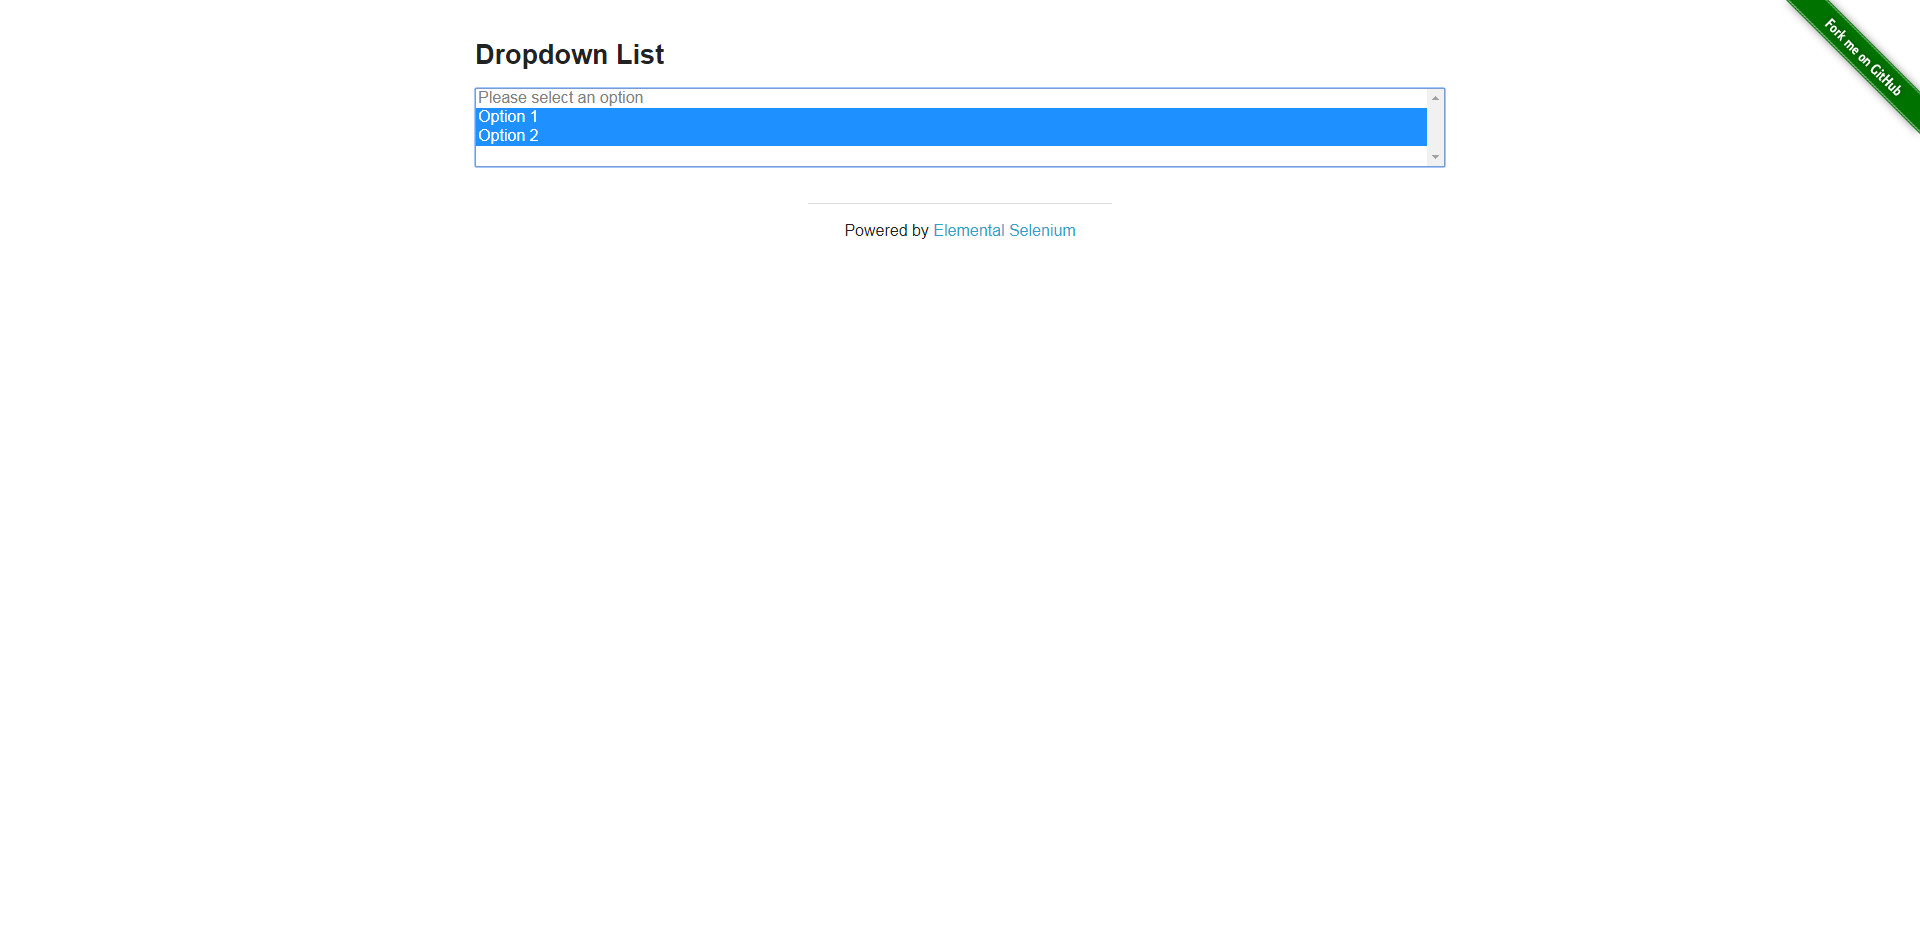 Dropdown List
Please select an option
Option 1
Option 2
Powered by Elemental Selenium
Fork me on GitHub